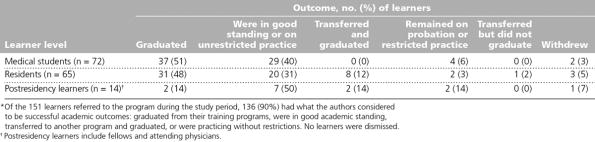 Outcome, no. (%) of learners
Learner level Graduated Were in good standing or on unrestricted practice Transferred and graduated Remained on probation or restricted practice Transferred but did not graduate Withdrew
Medical students (n = 72) 37 (51) 29 (40) 0 (0) 4 (6) 0 (0) 2 (3)
Residents (n = 65) 31 (48) 20 (31) 8 (12) 2 (3) 1 (2) 3 (5)
Postresidency learners (n = 14)† 2 (14) 7 (50) 2 (14) 2 (14) 0 (0) 1 (7)
*Of the 151 learners referred to the program during the study period, 136 (90%) had what the authors considered
to be successful academic outcomes: graduated from their training programs, were in good academic standing,
transferred to another program and graduated, or were practicing without restrictions. No learners were dismissed.
†Postresidency learners include fellows and attending physicians.